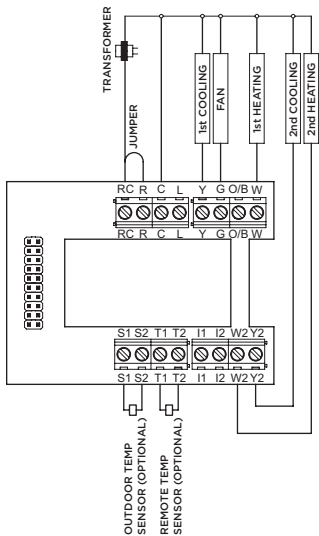 TRANSFORMER
JUMPER
1st COOLING
FAN
1st HEATING
2nd COOLING
2nd HEATING
RC R C L Y G O/B W
RC R C L Y G O/B W
S1 S2 T1 T2 I1 I2 W2 Y2
S1 S2 T1 T2 I1 I2 W2 Y2
OUTDOOR TEMP
SENSOR (OPTIONAL)
REMOTE TEMP
SENSOR (OPTIONAL)